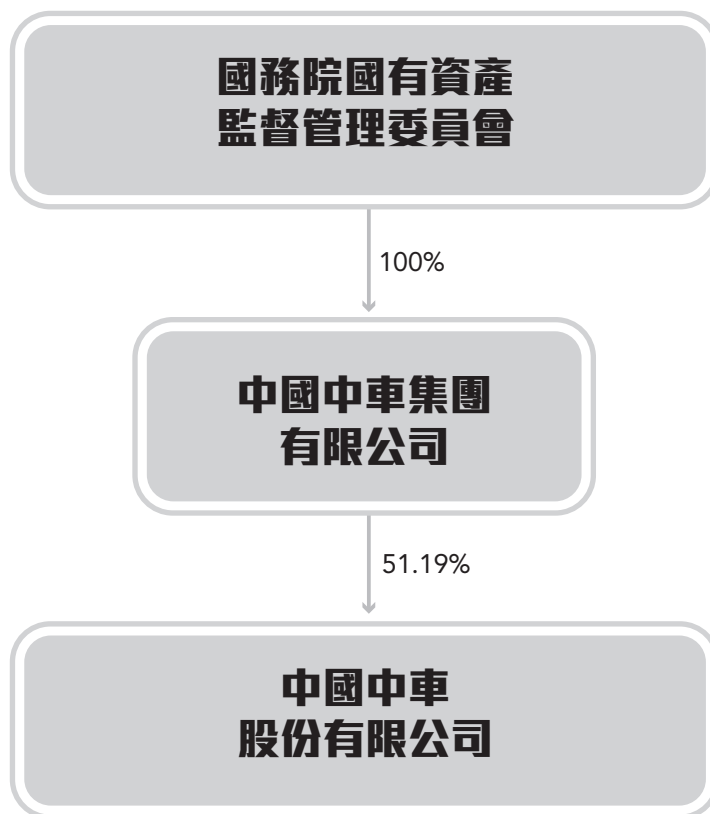 國務院國有資產
監督管理委員會
100%
中國中車集團
有限公司
51.19%
中國中車
股份有限公司